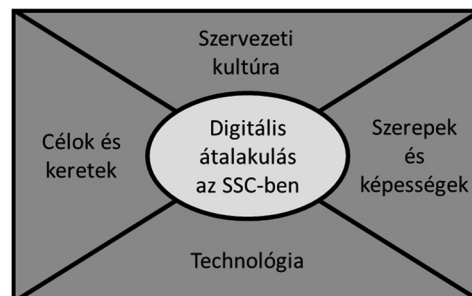 Szervezeti
kultúra
Célok és
keretek
Digitális
átalakulás
az SSC-ben
Szerepek
és
képességek
Technológia